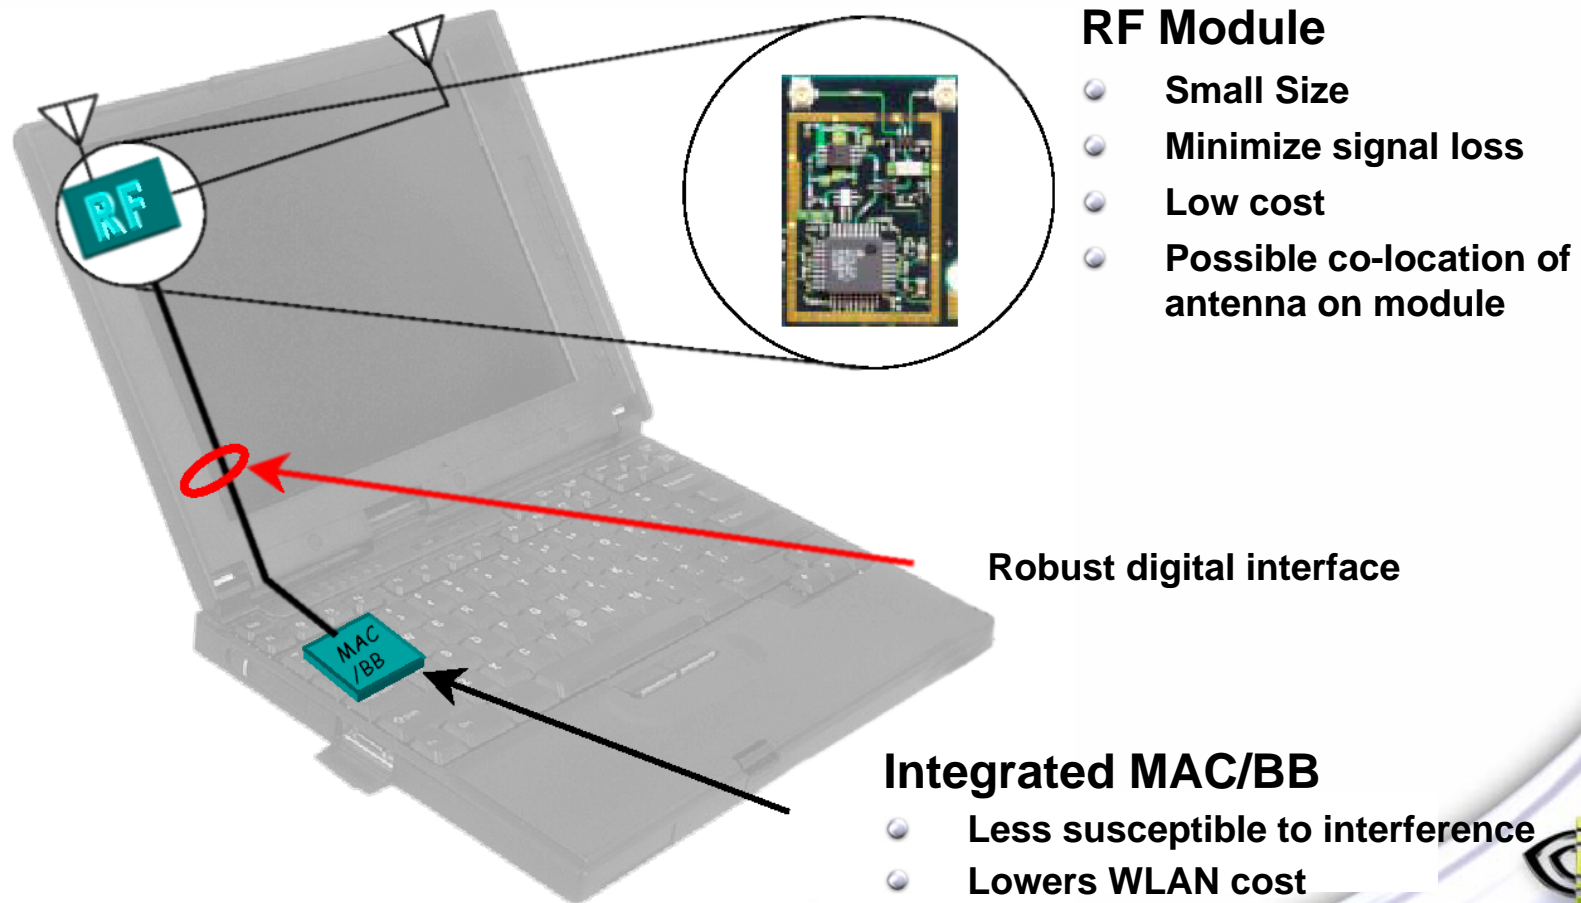 RF Module
Small Size
Minimize signal loss
Low cost
Possible co-location of
antenna on module
RF
Robust digital interface
MAC
/BB
Integrated MAC/BB
Less susceptible to interference
Lowers WLAN cost